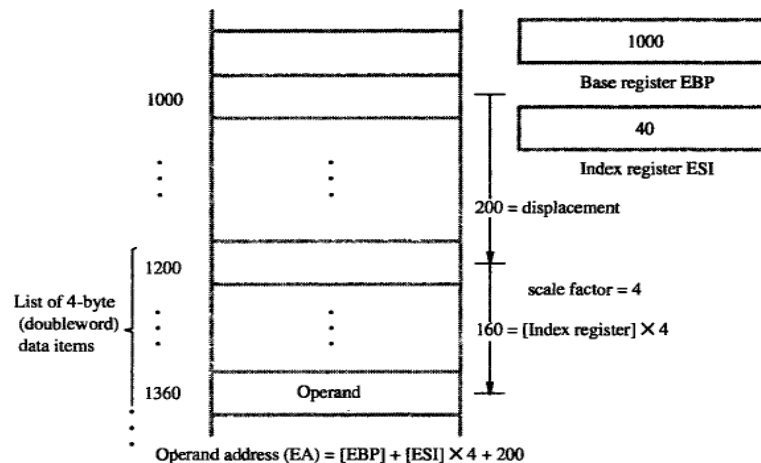 1000
Base register EBP
1000
40
Index register ESI
200 = displacement
1200
scale factor = 4
List of 4-byte
(doubleword)
data items
160 = [Index register] × 4
1360
Operand
Operand address (EA) = [EBP] + [ESI] × 4 + 200